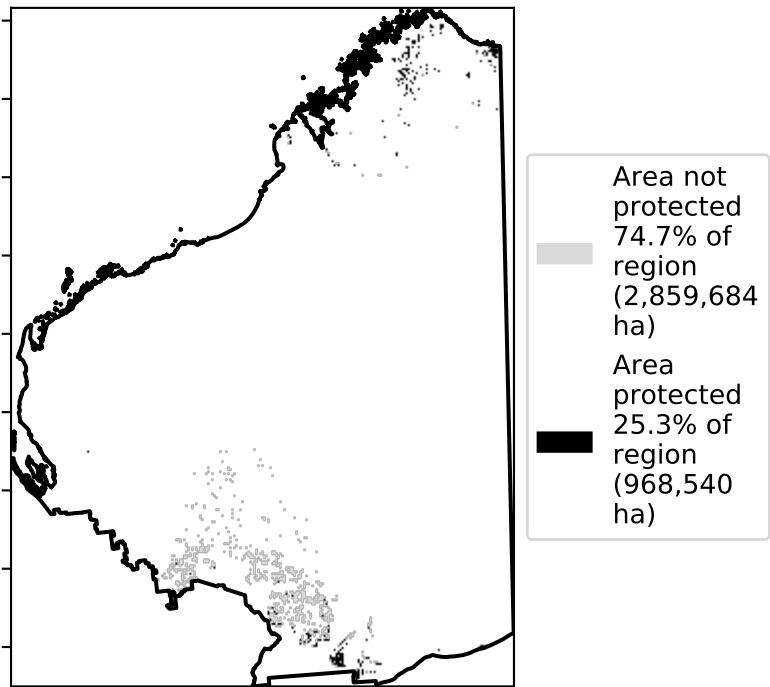 Area not
protected
74.7% of
region
(2,859,684
ha)
Area
protected
25.3% of
region
(968,540
ha)